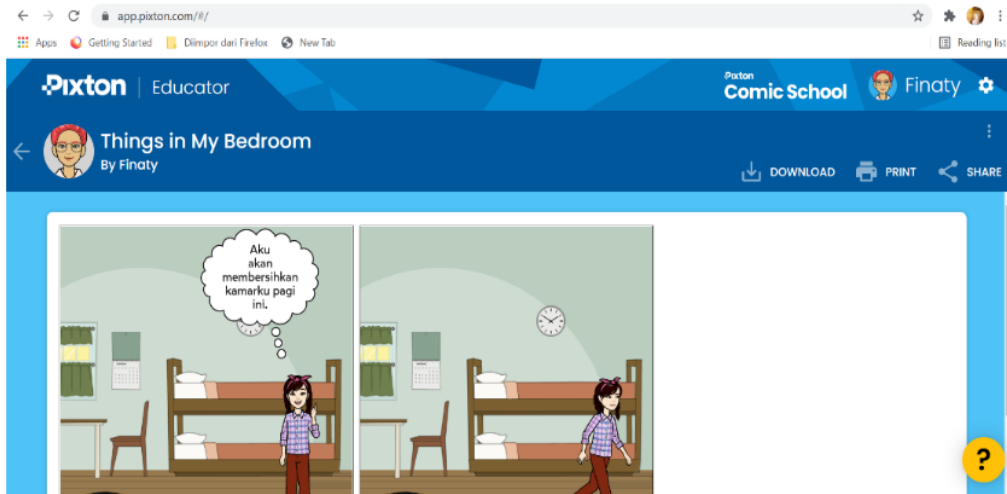 app.pixton.com/#/
Apps Getting Started Diimpor dari Firefox New Tab Reading list
Pixton Educator
Pixton
Comic School
Finaty
Things in My Bedroom
By Finaty
DOWNLOAD PRINT SHARE
Aku
akan
membersihkan
kamarku pagi
ini.
?